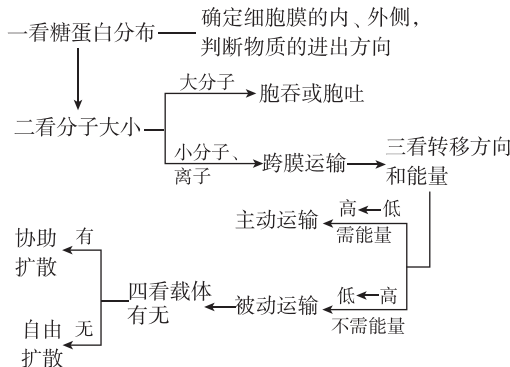 一看糖蛋白分布
确定细胞膜的内、外侧，
判断物质的进出方向
二看分子大小
大分子
胞吞或胞吐
小分子、
离子
跨膜运输
三看转移方向
和能量
主动运输
高 低
需能量
被动运输
低 高
不需能量
四看载体
有无
有
协助
扩散
无
自由
扩散